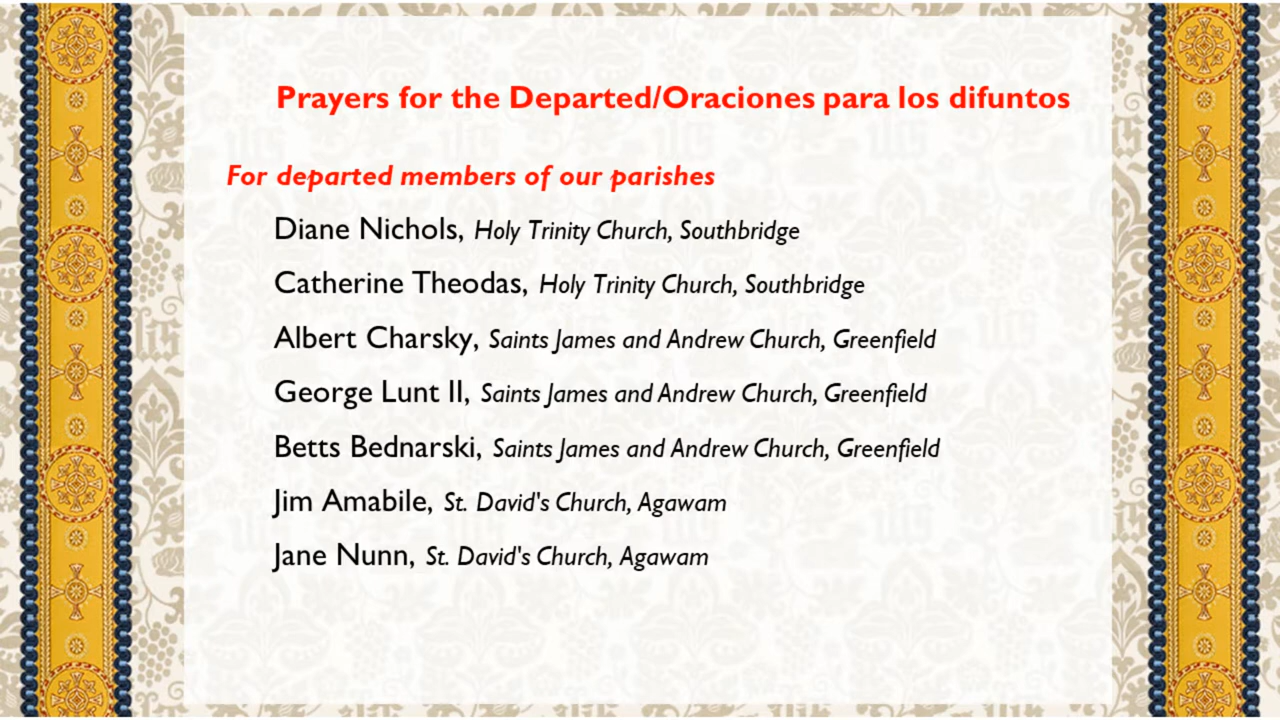 Prayers for the Departed/Oraciones para los difuntos
For departed members of our parishes
Diane Nichols, Holy Trinity Church, Southbridge
Catherine Theodas, Holy Trinity Church, Southbridge
Albert Charsky, Saints James and Andrew Church, Greenfield
George Lunt II, Saints James and Andrew Church, Greenfield
Betts Bednarski, Saints James and Andrew Church, Greenfield
Jim Amabile, St. David's Church, Agawam
Jane Nunn, St. David's Church, Agawam